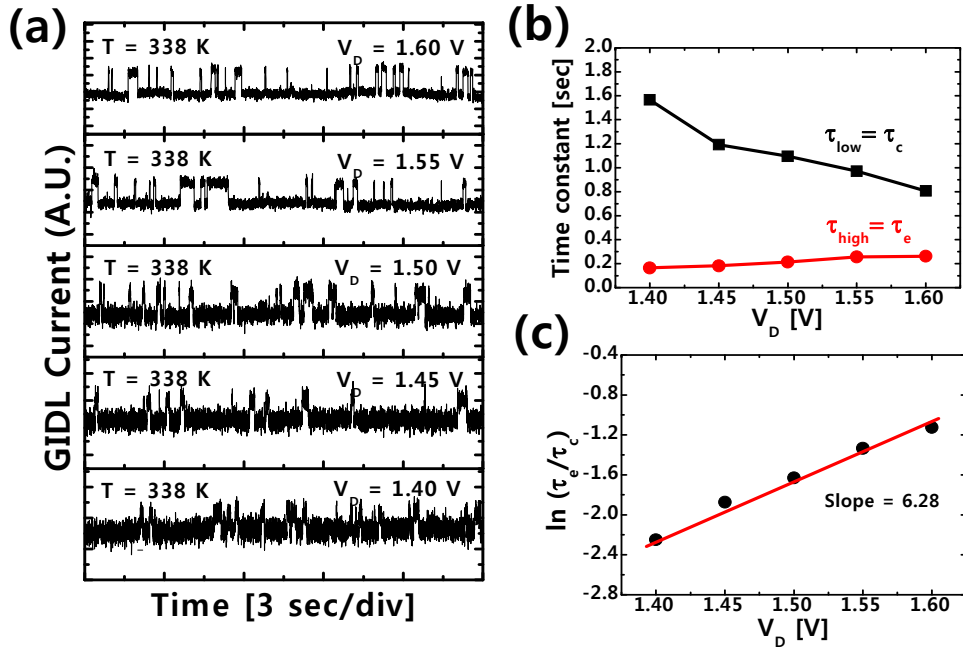 (a)
GIDL Current (A.U.)
T = 338 K
V_D = 1.60 V
T = 338 K
V_D = 1.55 V
T = 338 K
V_D = 1.50 V
T = 338 K
V_D = 1.45 V
T = 338 K
V_D = 1.40 V
Time [3 sec/div]
(b)
Time constant [sec]
2.0
1.8
1.6
1.4
1.2
1.0
0.8
0.6
0.4
0.2
0.0
τ_low = τ_c
τ_high = τ_e
1.40 1.45 1.50 1.55 1.60
V_D [V]
(c)
ln (τ_e/τ_c)
-0.4
-0.8
-1.2
-1.6
-2.0
-2.4
-2.8
Slope = 6.28
1.40 1.45 1.50 1.55 1.60
V_D [V]